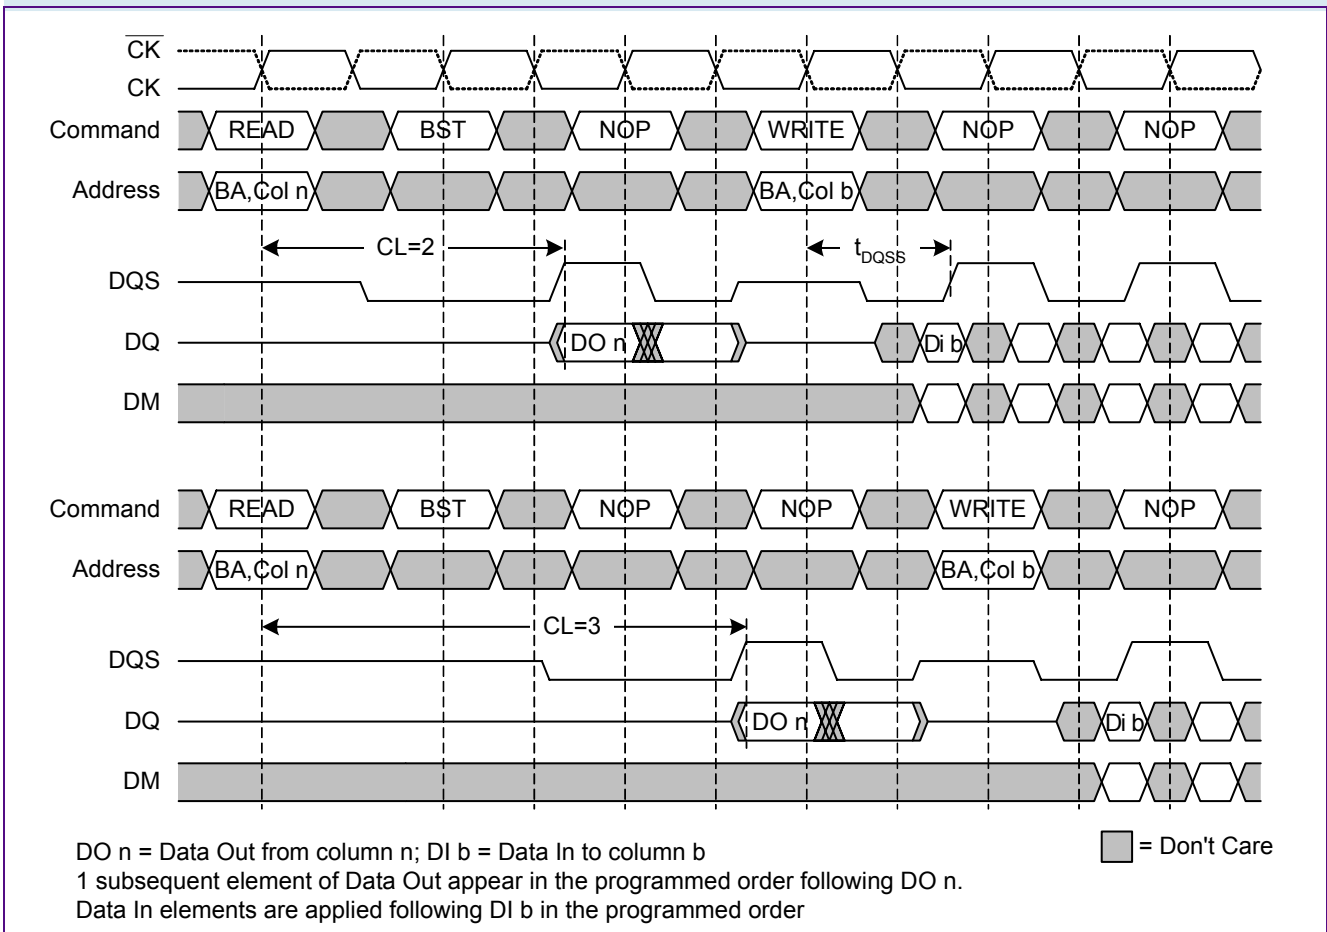 CK
CK
Command READ BST NOP WRITE NOP NOP
Address BA,Col n BA,Col b
CL=2 tDQSS
DQS
DQ DO n Di b
DM
Command READ BST NOP NOP WRITE NOP
Address BA,Col n BA,Col b
CL=3
DQS
DQ DO n Di b
DM
DO n = Data Out from column n; DI b = Data In to column b
= Don't Care
1 subsequent element of Data Out appear in the programmed order following DO n.
Data In elements are applied following DI b in the programmed order